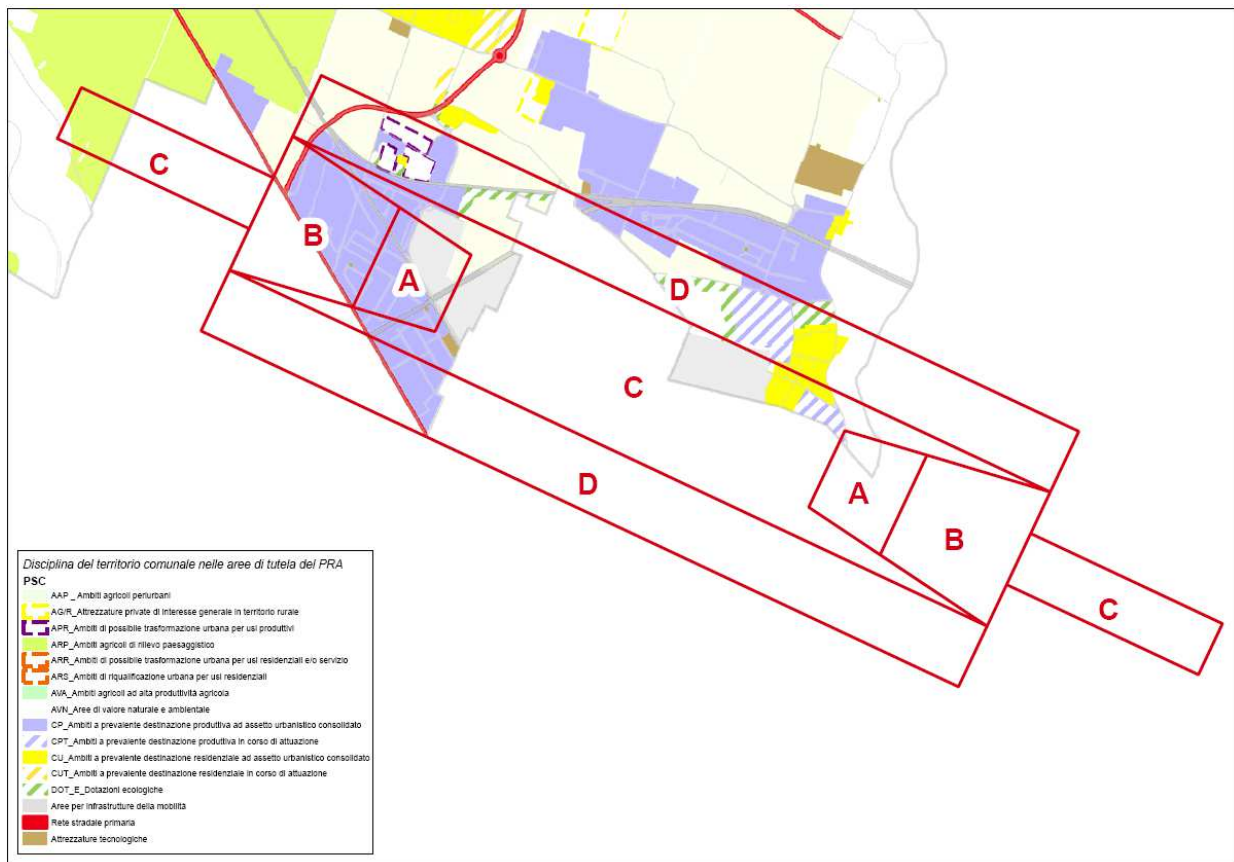 C
B
A
D
C
D
A
B
C
Disciplina del territorio comunale nelle aree di tutela del PRA
PSC
AAP _ Ambiti agricoli periurbani
AG/R_Attrezzature private di interesse generale in territorio rurale
APR_Ambiti di possibile trasformazione urbana per usi produttivi
ARP_Ambiti agricoli di rilievo paesaggistico
ARR_Ambiti di possibile trasformazione urbana per usi residenziali e/o servizio
ARS_Ambiti di riqualificazione urbana per usi residenziali
AVA_Ambiti agricoli ad alta produttività agricola
AVN_Aree di valore naturale e ambientale
CP_Ambiti a prevalente destinazione produttiva ad assetto urbanistico consolidato
CPT_Ambiti a prevalente destinazione produttiva in corso di attuazione
CU_Ambiti a prevalente destinazione residenziale ad assetto urbanistico consolidato
CUT_Ambiti a prevalente destinazione residenziale in corso di attuazione
DOT_E_Dotazioni ecologiche
Aree per infrastrutture della mobilità
Rete stradale primaria
Attrezzature tecnologiche